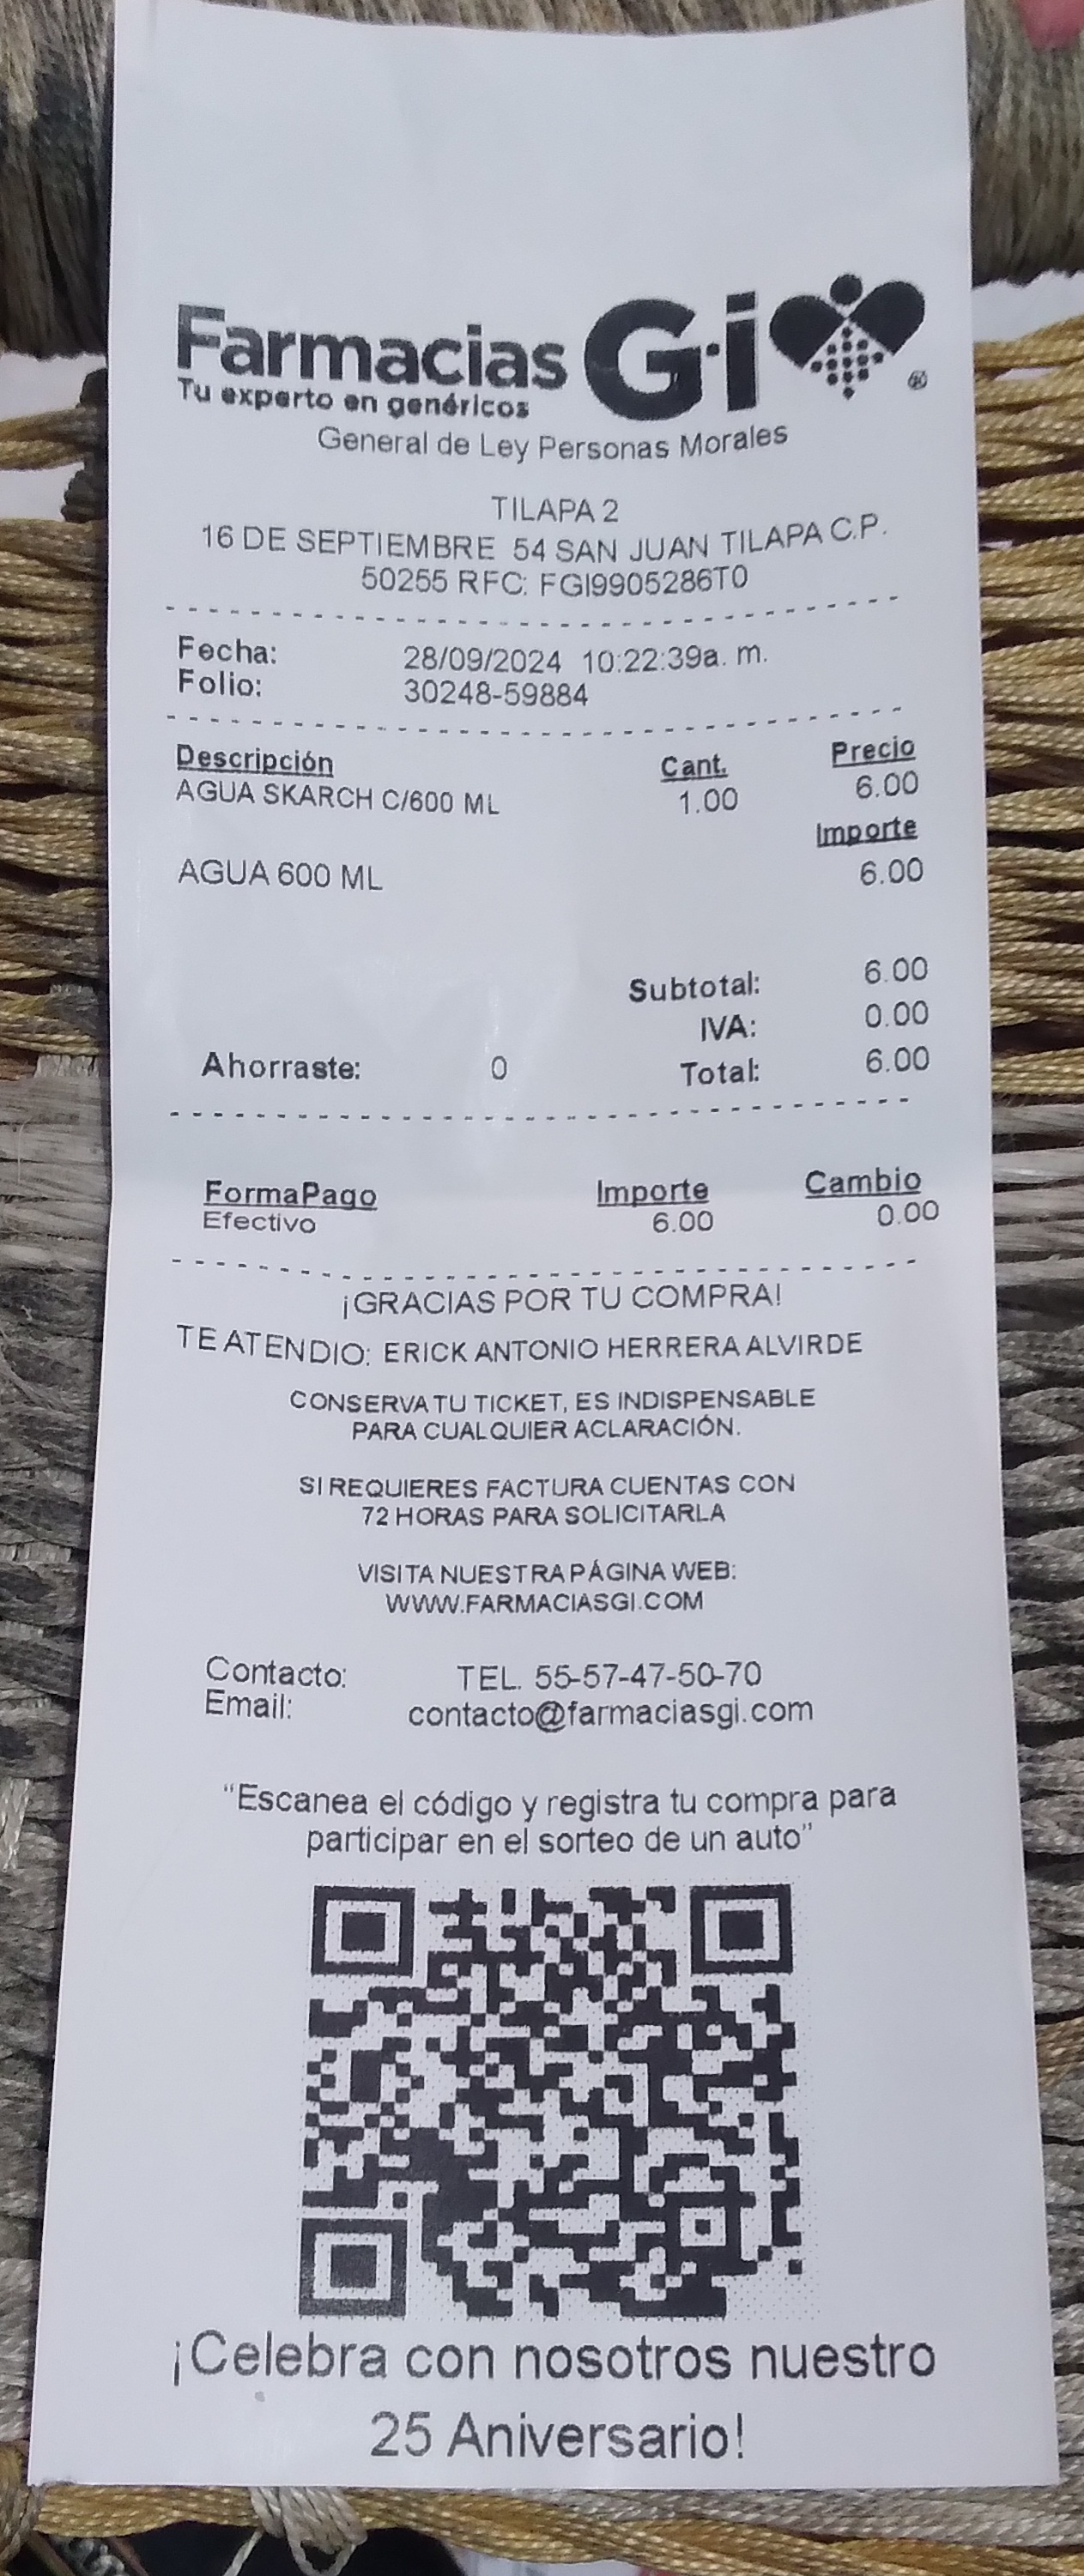 Farmacias G·i ®
Tu experto en genéricos
General de Ley Personas Morales
TILAPA 2
16 DE SEPTIEMBRE 54 SAN JUAN TILAPA C.P.
50255 RFC: FGI9905286T0
Fecha: 28/09/2024 10:22:39a. m.
Folio: 30248-59884
Descripción Cant. Precio
AGUA SKARCH C/600 ML 1.00 6.00
Importe
AGUA 600 ML 6.00
Subtotal: 6.00
IVA: 0.00
Ahorraste: 0 Total: 6.00
FormaPago Importe Cambio
Efectivo 6.00 0.00
¡GRACIAS POR TU COMPRA!
TE ATENDIO: ERICK ANTONIO HERRERA ALVIRDE
CONSERVA TU TICKET, ES INDISPENSABLE
PARA CUALQUIER ACLARACIÓN.
SI REQUIERES FACTURA CUENTAS CON
72 HORAS PARA SOLICITARLA
VISITA NUESTRA PÁGINA WEB:
WWW.FARMACIASGI.COM
Contacto: TEL. 55-57-47-50-70
Email: contacto@farmaciasgi.com
“Escanea el código y registra tu compra para
participar en el sorteo de un auto”
¡Celebra con nosotros nuestro
25 Aniversario!